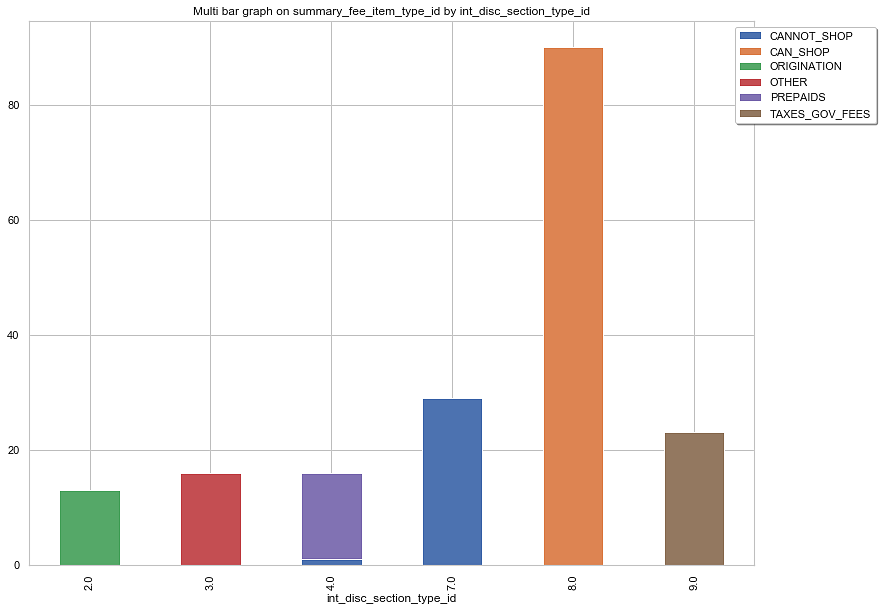 Multi bar graph on summary_fee_item_type_id by int_disc_section_type_id
CANNOT_SHOP
CAN_SHOP
ORIGINATION
OTHER
PREPAIDS
TAXES_GOV_FEES
80
60
40
20
0
2.0
3.0
4.0
7.0
8.0
9.0
int_disc_section_type_id